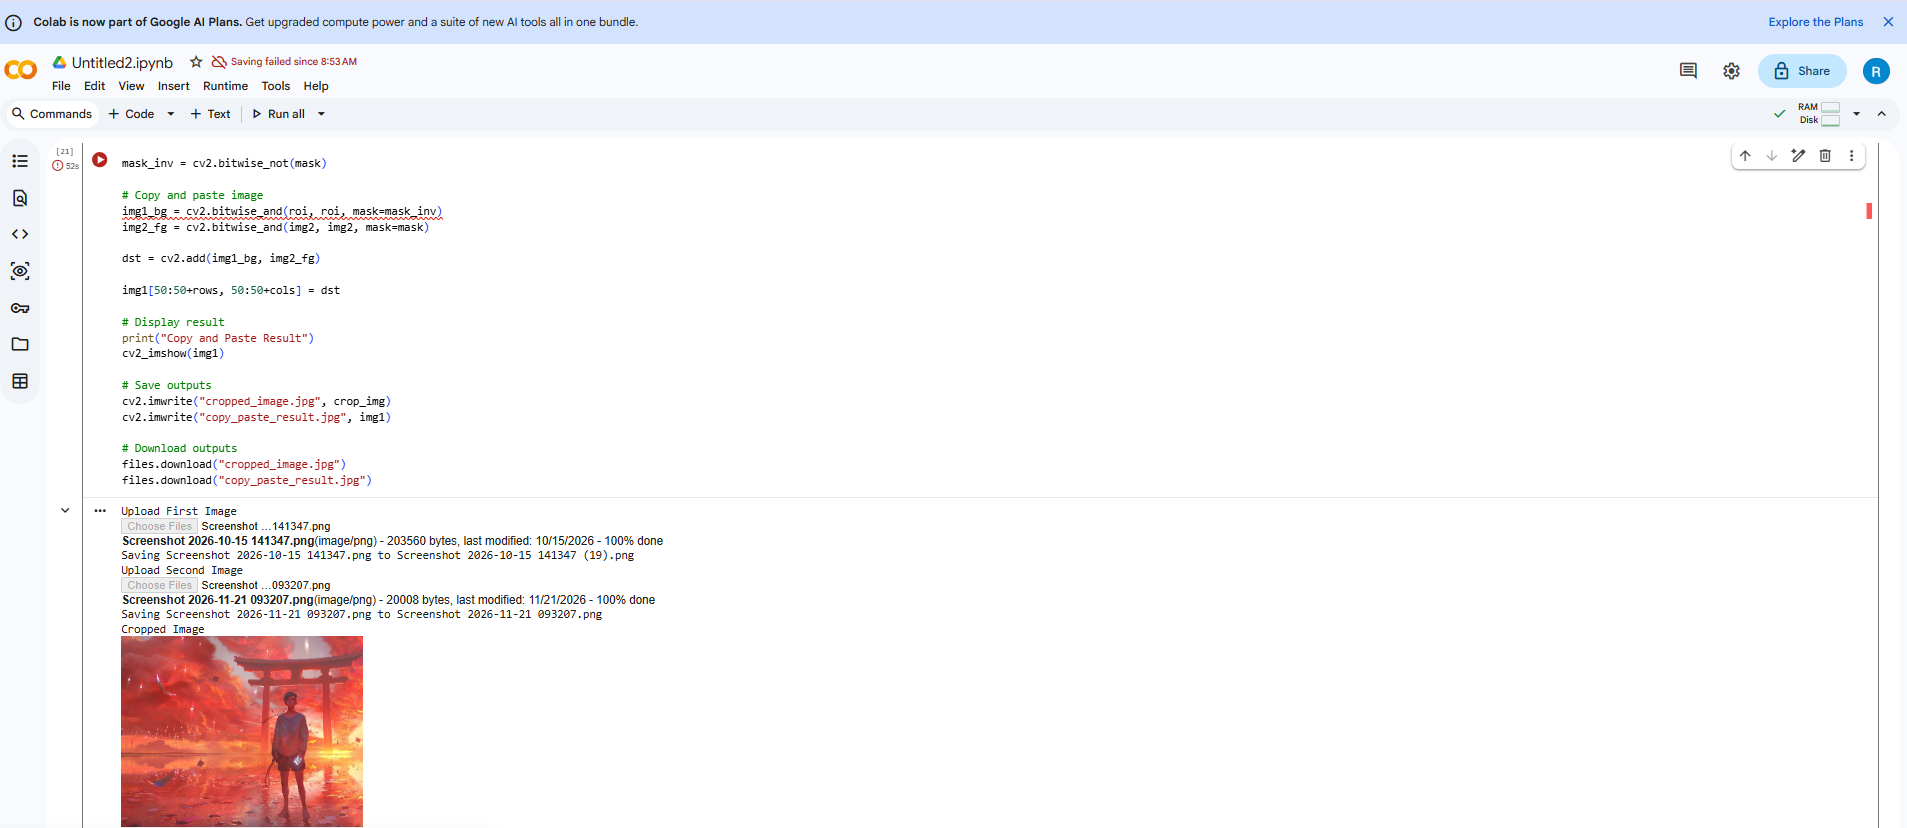 Colab is now part of Google AI Plans. Get upgraded compute power and a suite of new AI tools all in one bundle.
Explore the Plans
Untitled2.ipynb
Saving failed since 8:53 AM
Share
R
File Edit View Insert Runtime Tools Help
Commands + Code + Text Run all
RAM
Disk
[21]
52s
mask_inv = cv2.bitwise_not(mask)
# Copy and paste image
img1_bg = cv2.bitwise_and(roi, roi, mask=mask_inv)
img2_fg = cv2.bitwise_and(img2, img2, mask=mask)
dst = cv2.add(img1_bg, img2_fg)
img1[50:50+rows, 50:50+cols] = dst
# Display result
print("Copy and Paste Result")
cv2_imshow(img1)
# Save outputs
cv2.imwrite("cropped_image.jpg", crop_img)
cv2.imwrite("copy_paste_result.jpg", img1)
# Download outputs
files.download("cropped_image.jpg")
files.download("copy_paste_result.jpg")
Upload First Image
Choose Files Screenshot ...141347.png
Screenshot 2026-10-15 141347.png(image/png) - 203560 bytes, last modified: 10/15/2026 - 100% done
Saving Screenshot 2026-10-15 141347.png to Screenshot 2026-10-15 141347 (19).png
Upload Second Image
Choose Files Screenshot ...093207.png
Screenshot 2026-11-21 093207.png(image/png) - 20008 bytes, last modified: 11/21/2026 - 100% done
Saving Screenshot 2026-11-21 093207.png to Screenshot 2026-11-21 093207.png
Cropped Image